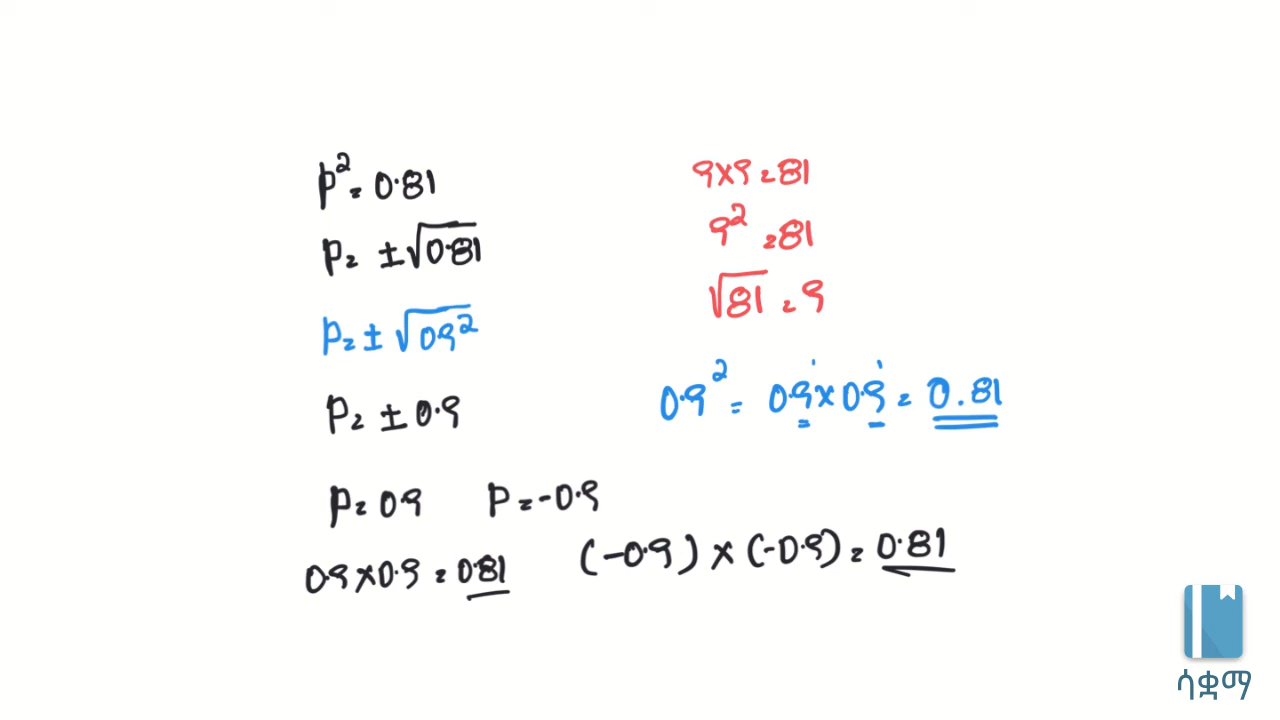 p² = 0.81
p = ±√0.81
p = ±√0.9²
p = ±0.9
p = 0.9 p = -0.9
0.9 × 0.9 = 0.81
(-0.9) × (-0.9) = 0.81
9×9 = 81
9² = 81
√81 = 9
0.9² = 0.9 × 0.9 = 0.81
ሳቋማ